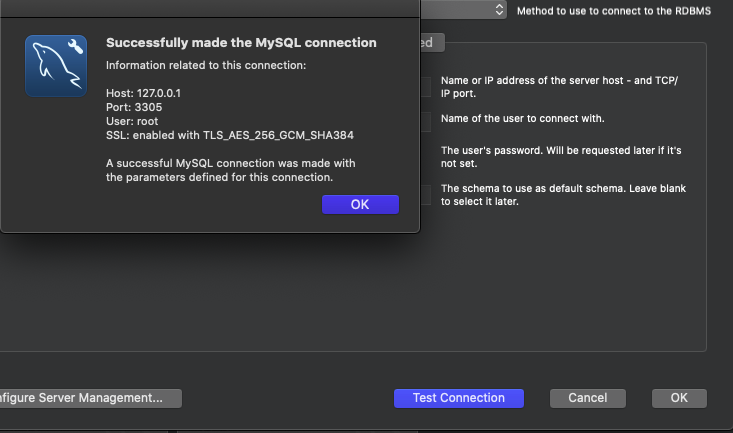 Method to use to connect to the RDBMS
Successfully made the MySQL connection
Information related to this connection:
Host: 127.0.0.1
Port: 3305
User: root
SSL: enabled with TLS_AES_256_GCM_SHA384
A successful MySQL connection was made with
the parameters defined for this connection.
OK
ed
Name or IP address of the server host - and TCP/
IP port.
Name of the user to connect with.
The user's password. Will be requested later if it's
not set.
The schema to use as default schema. Leave blank
to select it later.
nfigure Server Management...
Test Connection
Cancel
OK